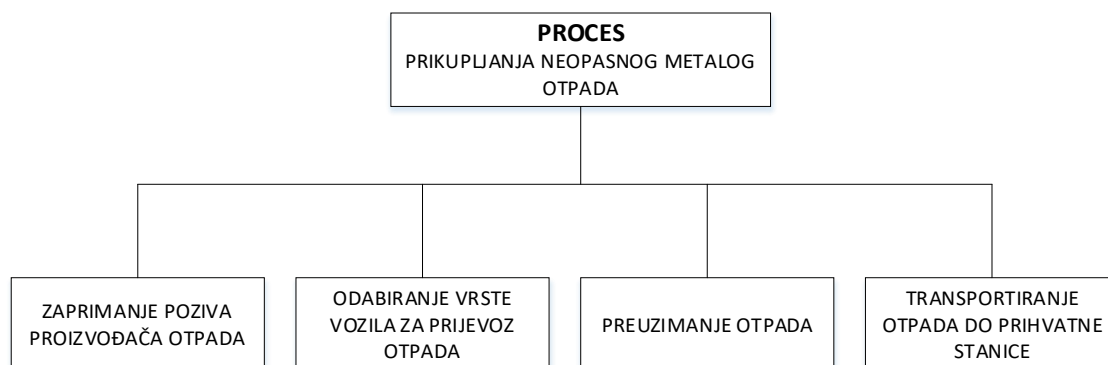 PROCES
PRIKUPLJANJA NEOPASNOG METALOG
OTPADA
ZAPRIMANJE POZIVA
PROIZVOĐAČA OTPADA
ODABIRANJE VRSTE
VOZILA ZA PRIJEVOZ
OTPADA
PREUZIMANJE OTPADA
TRANSPORTIRANJE
OTPADA DO PRIHVATNE
STANICE